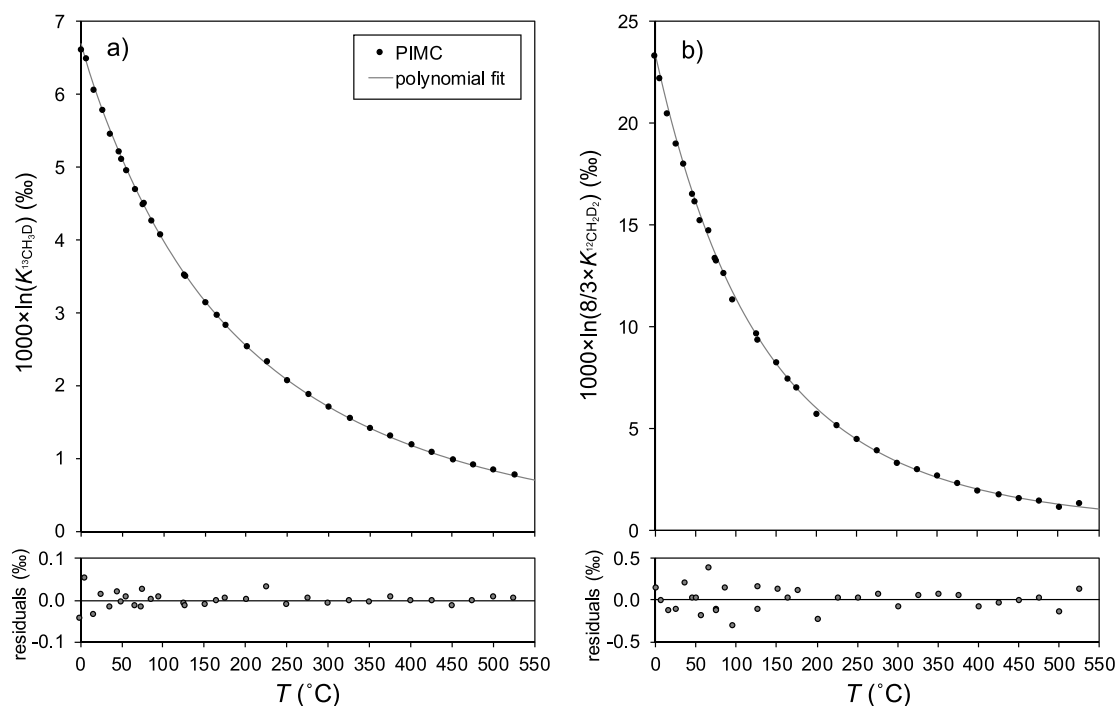 a)
PIMC
polynomial fit
1000×ln(K¹³CH₃D) (‰)
7
6
5
4
3
2
1
0
residuals (‰)
0.1
0.0
-0.1
0 50 100 150 200 250 300 350 400 450 500 550
T (˚C)
b)
1000×ln(8/3×K¹²CH₂D₂) (‰)
25
20
15
10
5
0
residuals (‰)
0.5
0.0
-0.5
0 50 100 150 200 250 300 350 400 450 500 550
T (˚C)